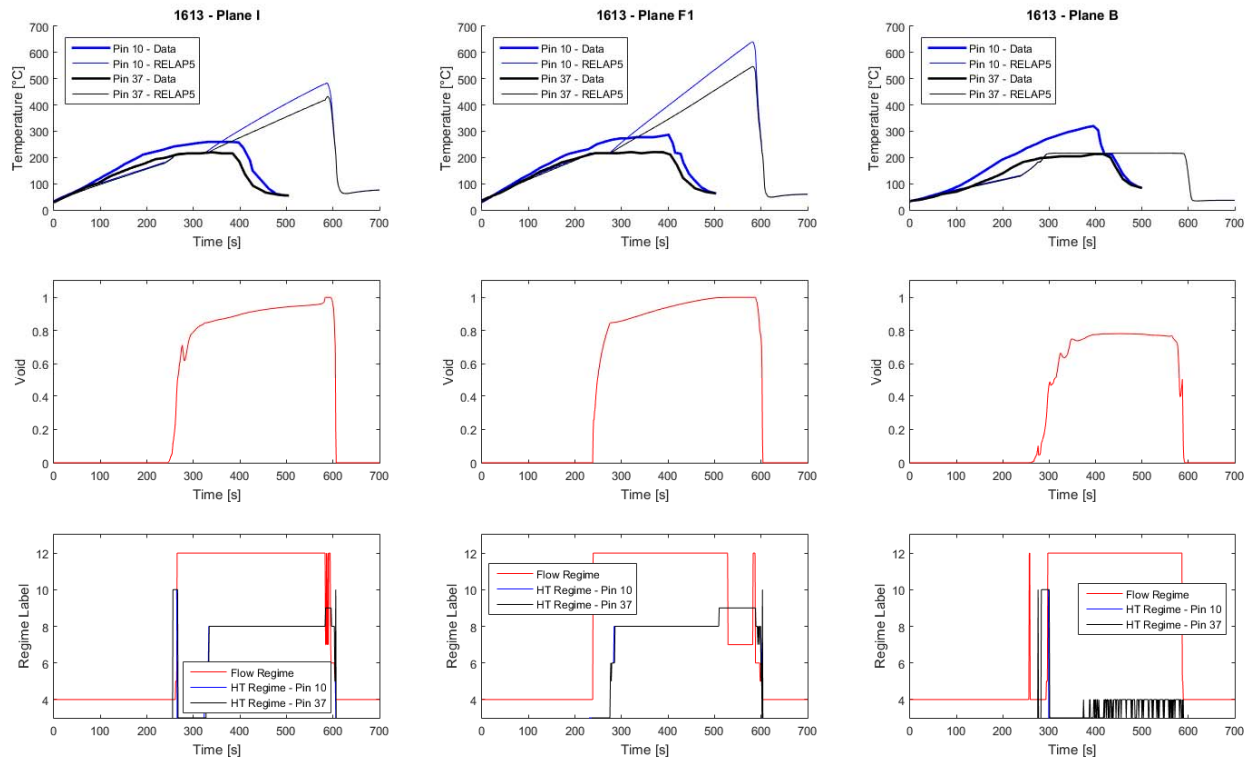 1613 - Plane I
700
600
500
400
300
200
100
0
Temperature [°C]
Pin 10 - Data
Pin 10 - RELAP5
Pin 37 - Data
Pin 37 - RELAP5
0 100 200 300 400 500 600 700
Time [s]
1613 - Plane F1
700
600
500
400
300
200
100
0
Temperature [°C]
Pin 10 - Data
Pin 10 - RELAP5
Pin 37 - Data
Pin 37 - RELAP5
0 100 200 300 400 500 600 700
Time [s]
1613 - Plane B
700
600
500
400
300
200
100
0
Temperature [°C]
Pin 10 - Data
Pin 10 - RELAP5
Pin 37 - Data
Pin 37 - RELAP5
0 100 200 300 400 500 600 700
Time [s]
1
0.8
0.6
0.4
0.2
0
Void
0 100 200 300 400 500 600 700
Time [s]
1
0.8
0.6
0.4
0.2
0
Void
0 100 200 300 400 500 600 700
Time [s]
1
0.8
0.6
0.4
0.2
0
Void
0 100 200 300 400 500 600 700
Time [s]
12
10
8
6
4
Regime Label
Flow Regime
HT Regime - Pin 10
HT Regime - Pin 37
0 100 200 300 400 500 600 700
Time [s]
12
10
8
6
4
Regime Label
Flow Regime
HT Regime - Pin 10
HT Regime - Pin 37
0 100 200 300 400 500 600 700
Time [s]
12
10
8
6
4
Regime Label
Flow Regime
HT Regime - Pin 10
HT Regime - Pin 37
0 100 200 300 400 500 600 700
Time [s]